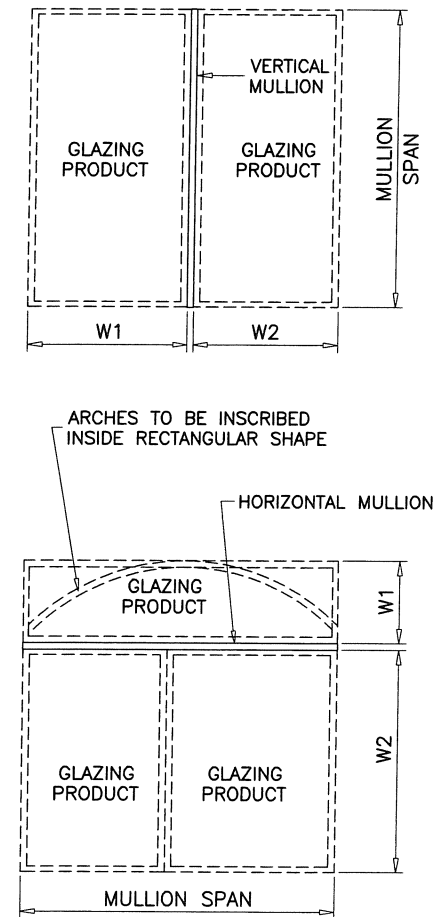 VERTICAL
MULLION
GLAZING
PRODUCT
GLAZING
PRODUCT
MULLION
SPAN
W1
W2
ARCHES TO BE INSCRIBED
INSIDE RECTANGULAR SHAPE
HORIZONTAL MULLION
GLAZING
PRODUCT
W1
GLAZING
PRODUCT
GLAZING
PRODUCT
W2
MULLION SPAN